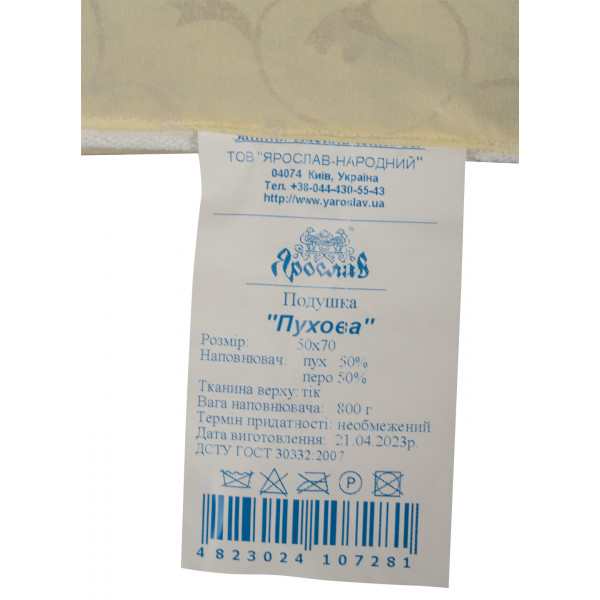 ТОВ "ЯРОСЛАВ-НАРОДНИЙ"
04074 Київ, Україна
Тел. +38-044-430-55-43
http://www.yaroslav.ua
Ярослав
Подушка
"Пухова"
Розмір: 50х70
Наповнювач: пух 50%
перо 50%
Тканина верху: тік
Вага наповнювача: 800 г
Термін придатності: необмежений
Дата виготовлення: 21.04.2023р.
ДСТУ ГОСТ 30332:2007
P
4 823024 107281